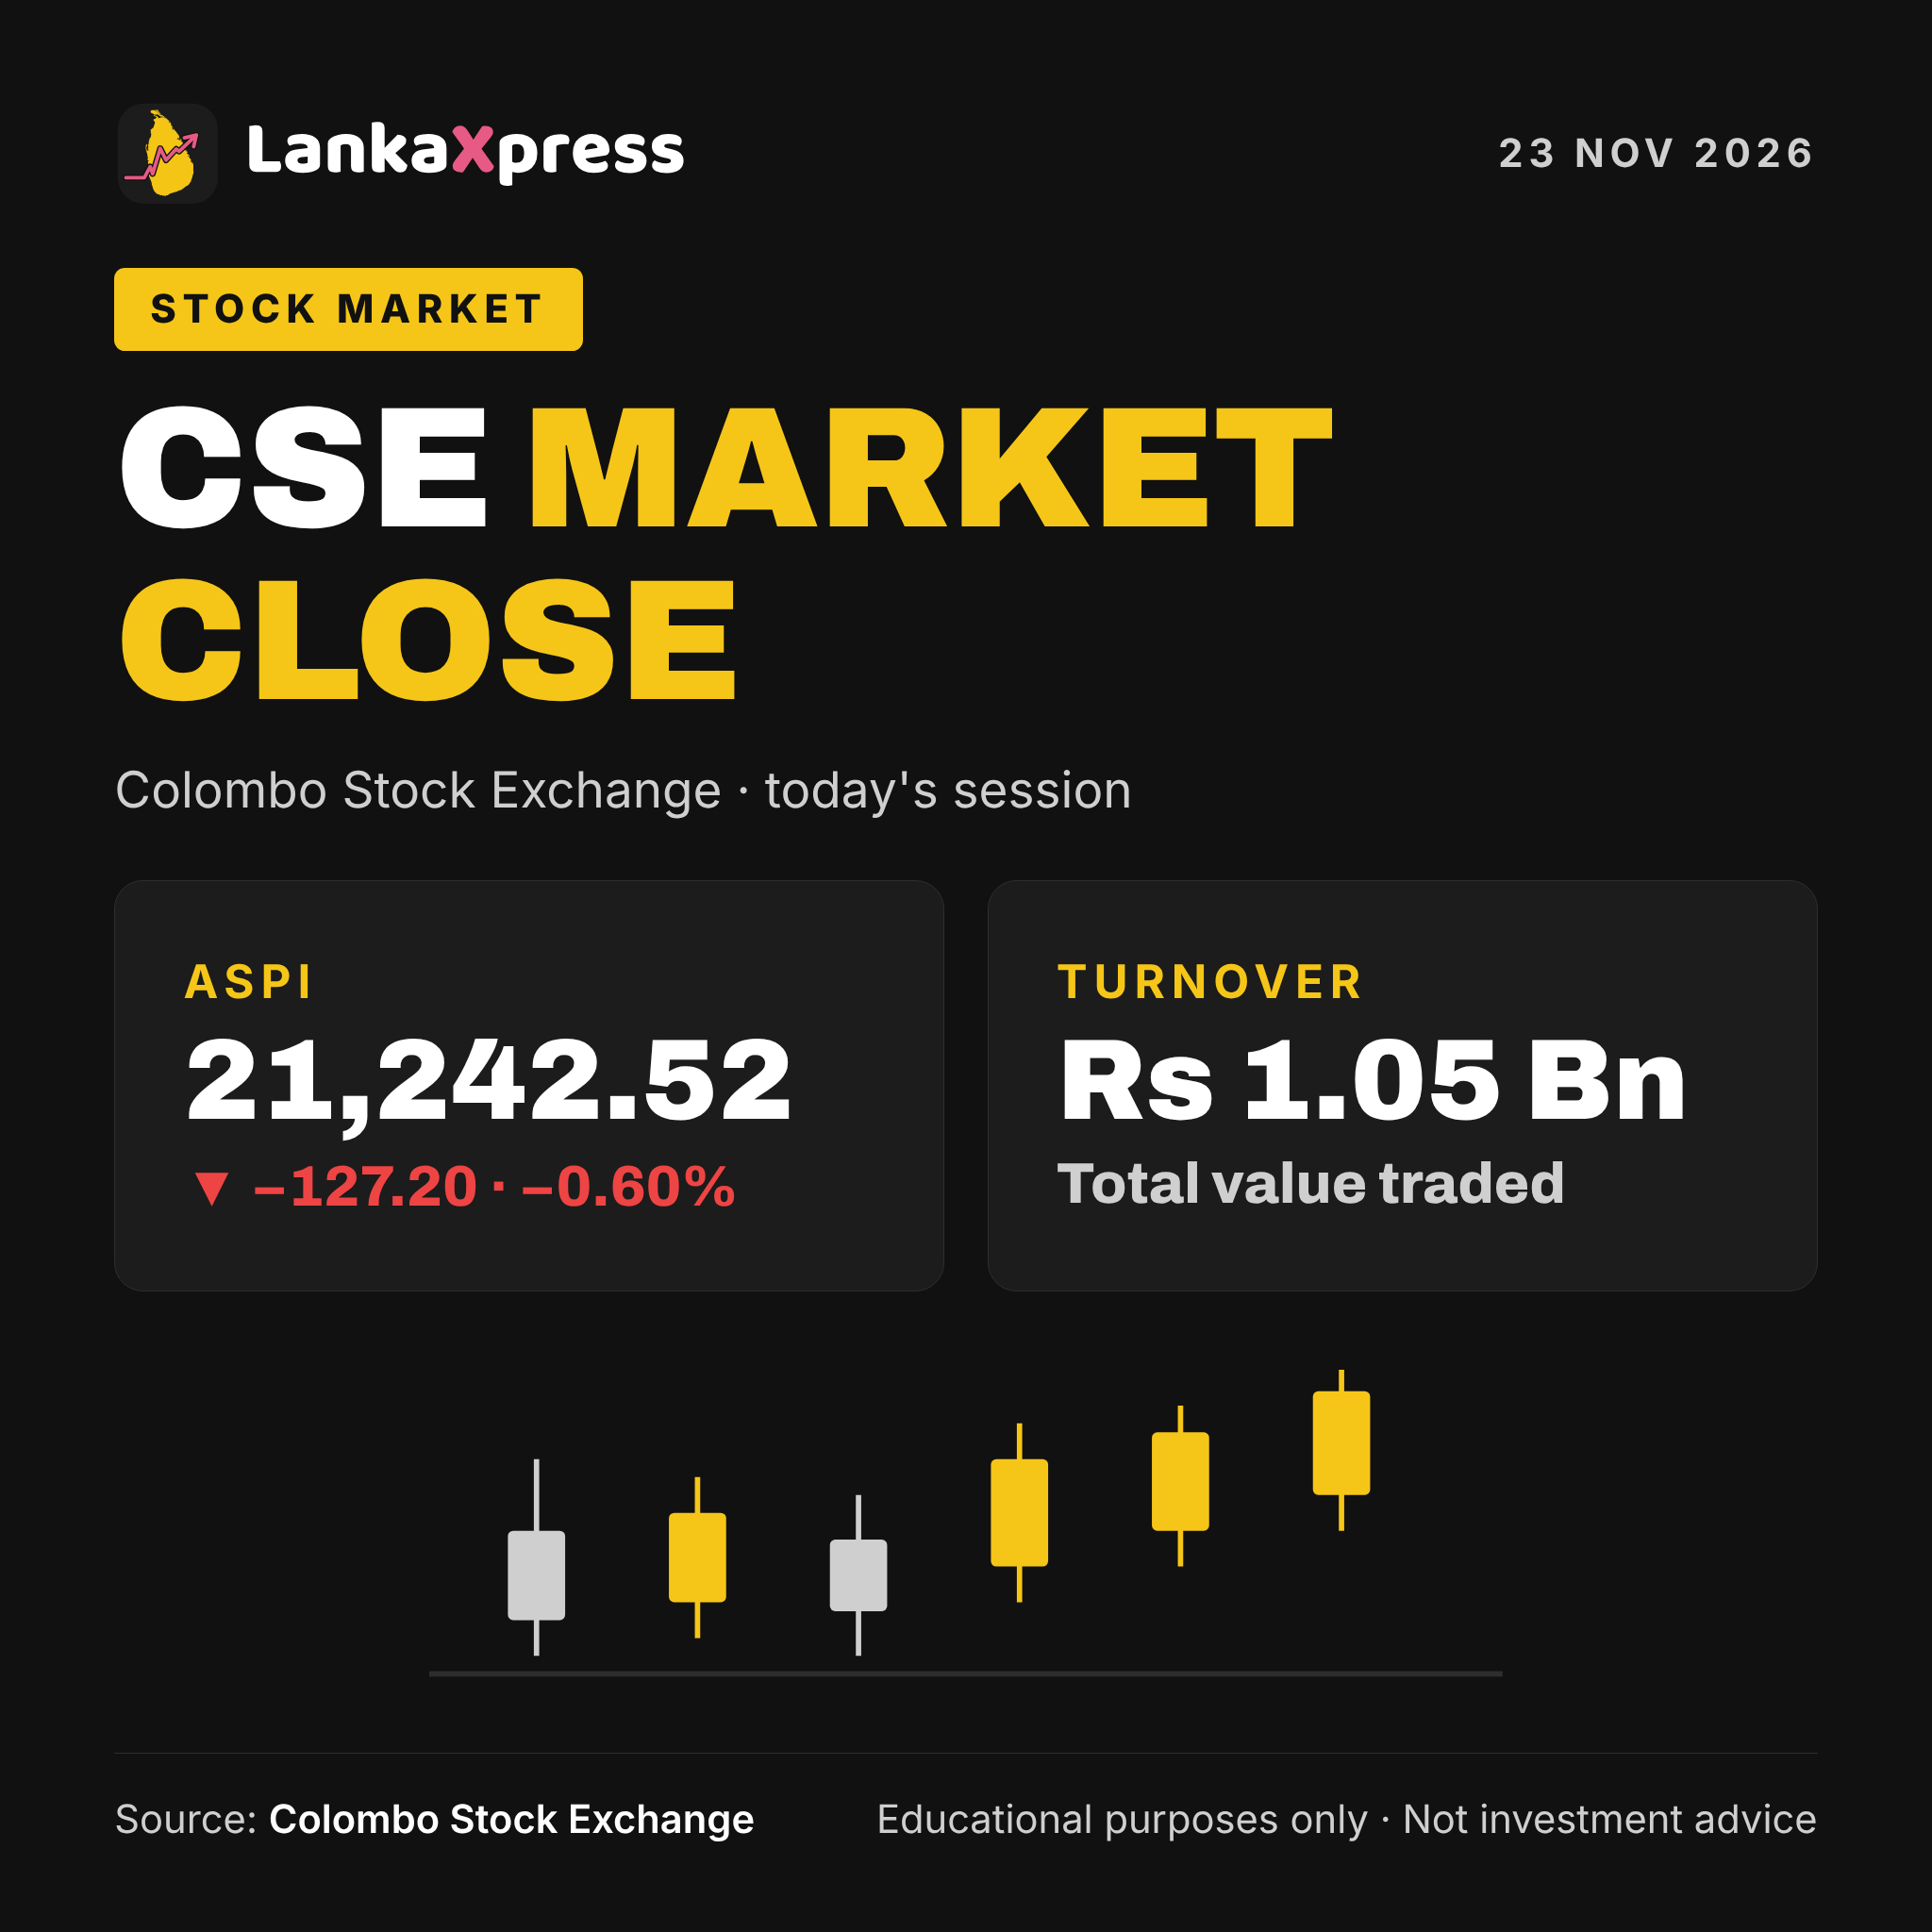 LankaXpress
23 NOV 2026
STOCK MARKET
CSE MARKET
CLOSE
Colombo Stock Exchange · today's session
ASPI
21,242.52
▼ –127.20 · –0.60%
TURNOVER
Rs 1.05 Bn
Total value traded
Source: Colombo Stock Exchange
Educational purposes only · Not investment advice